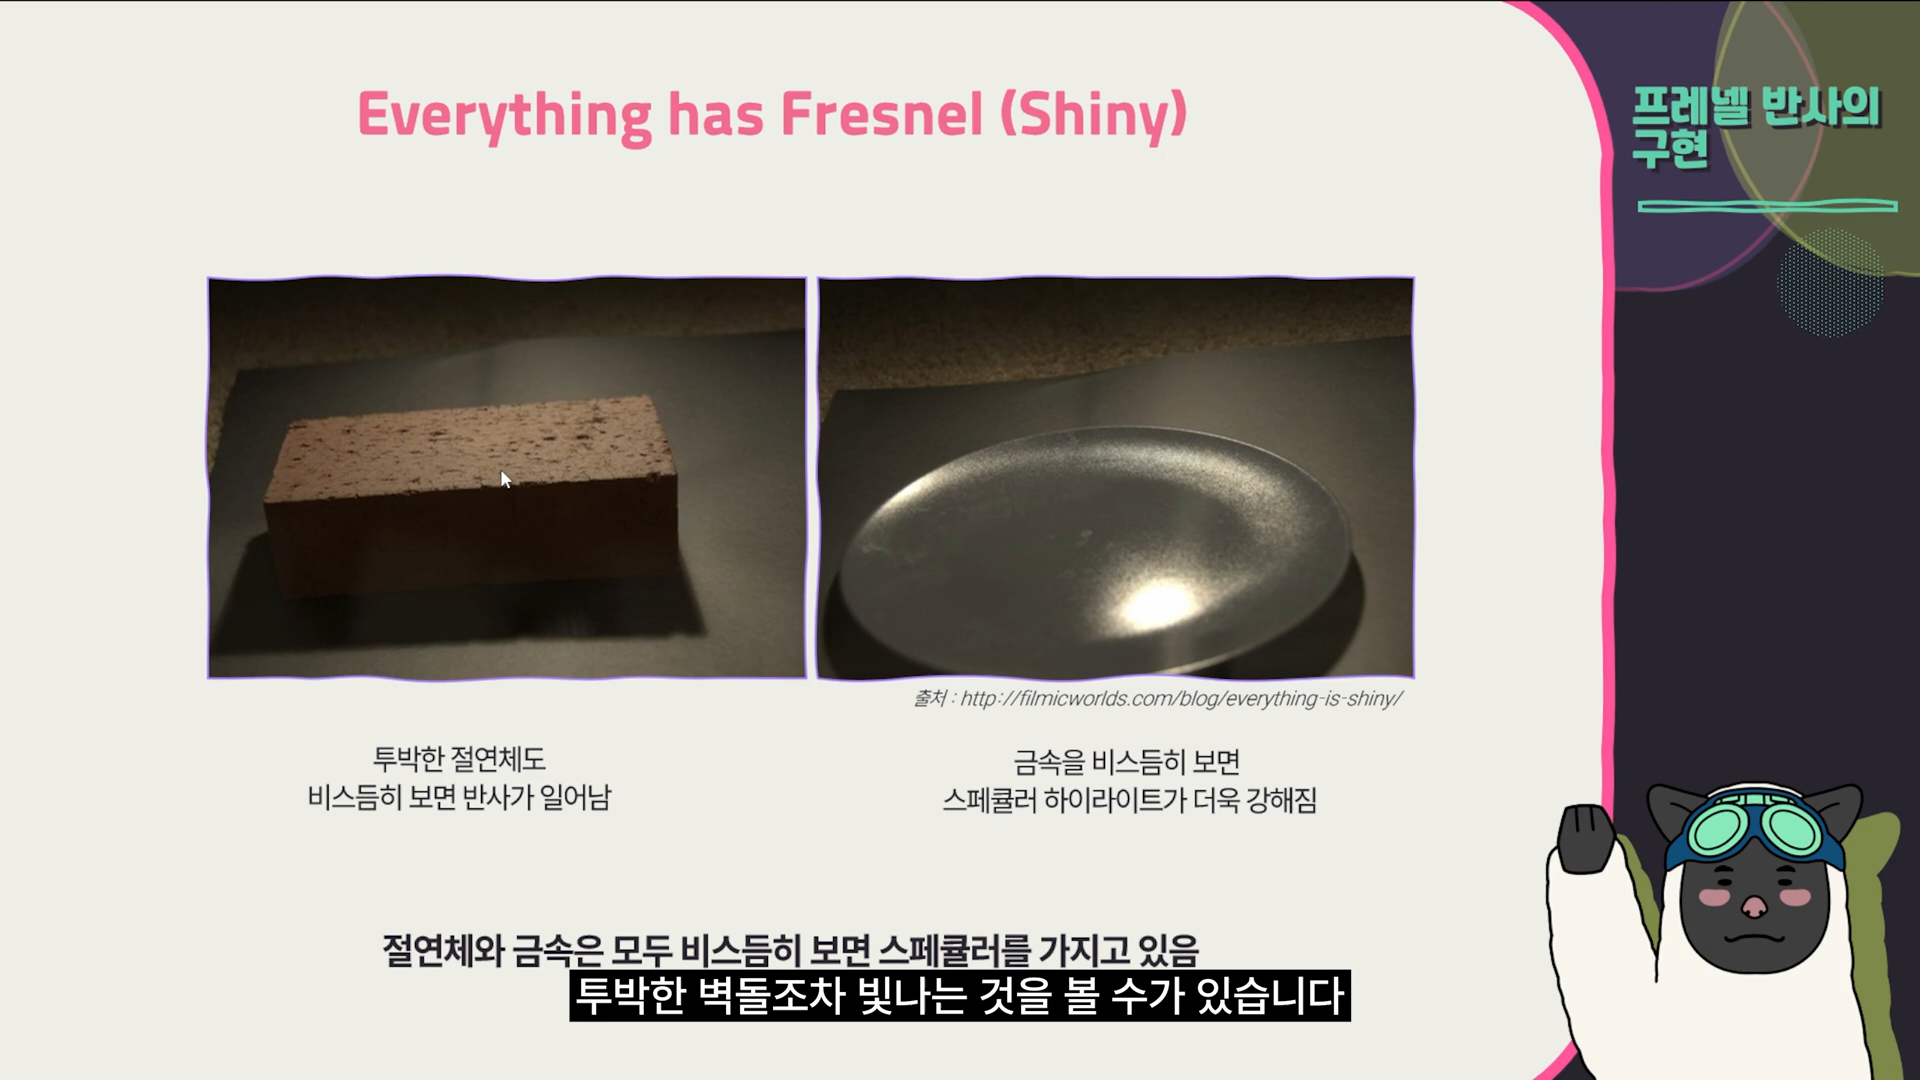 Everything has Fresnel (Shiny)
프레넬 반사의
구현
출처 : http://filmicworlds.com/blog/everything-is-shiny/
투박한 절연체도
비스듬히 보면 반사가 일어남
금속을 비스듬히 보면
스페큘러 하이라이트가 더욱 강해짐
절연체와 금속은 모두 비스듬히 보면 스페큘러를 가지고 있음
투박한 벽돌조차 빛나는 것을 볼 수가 있습니다